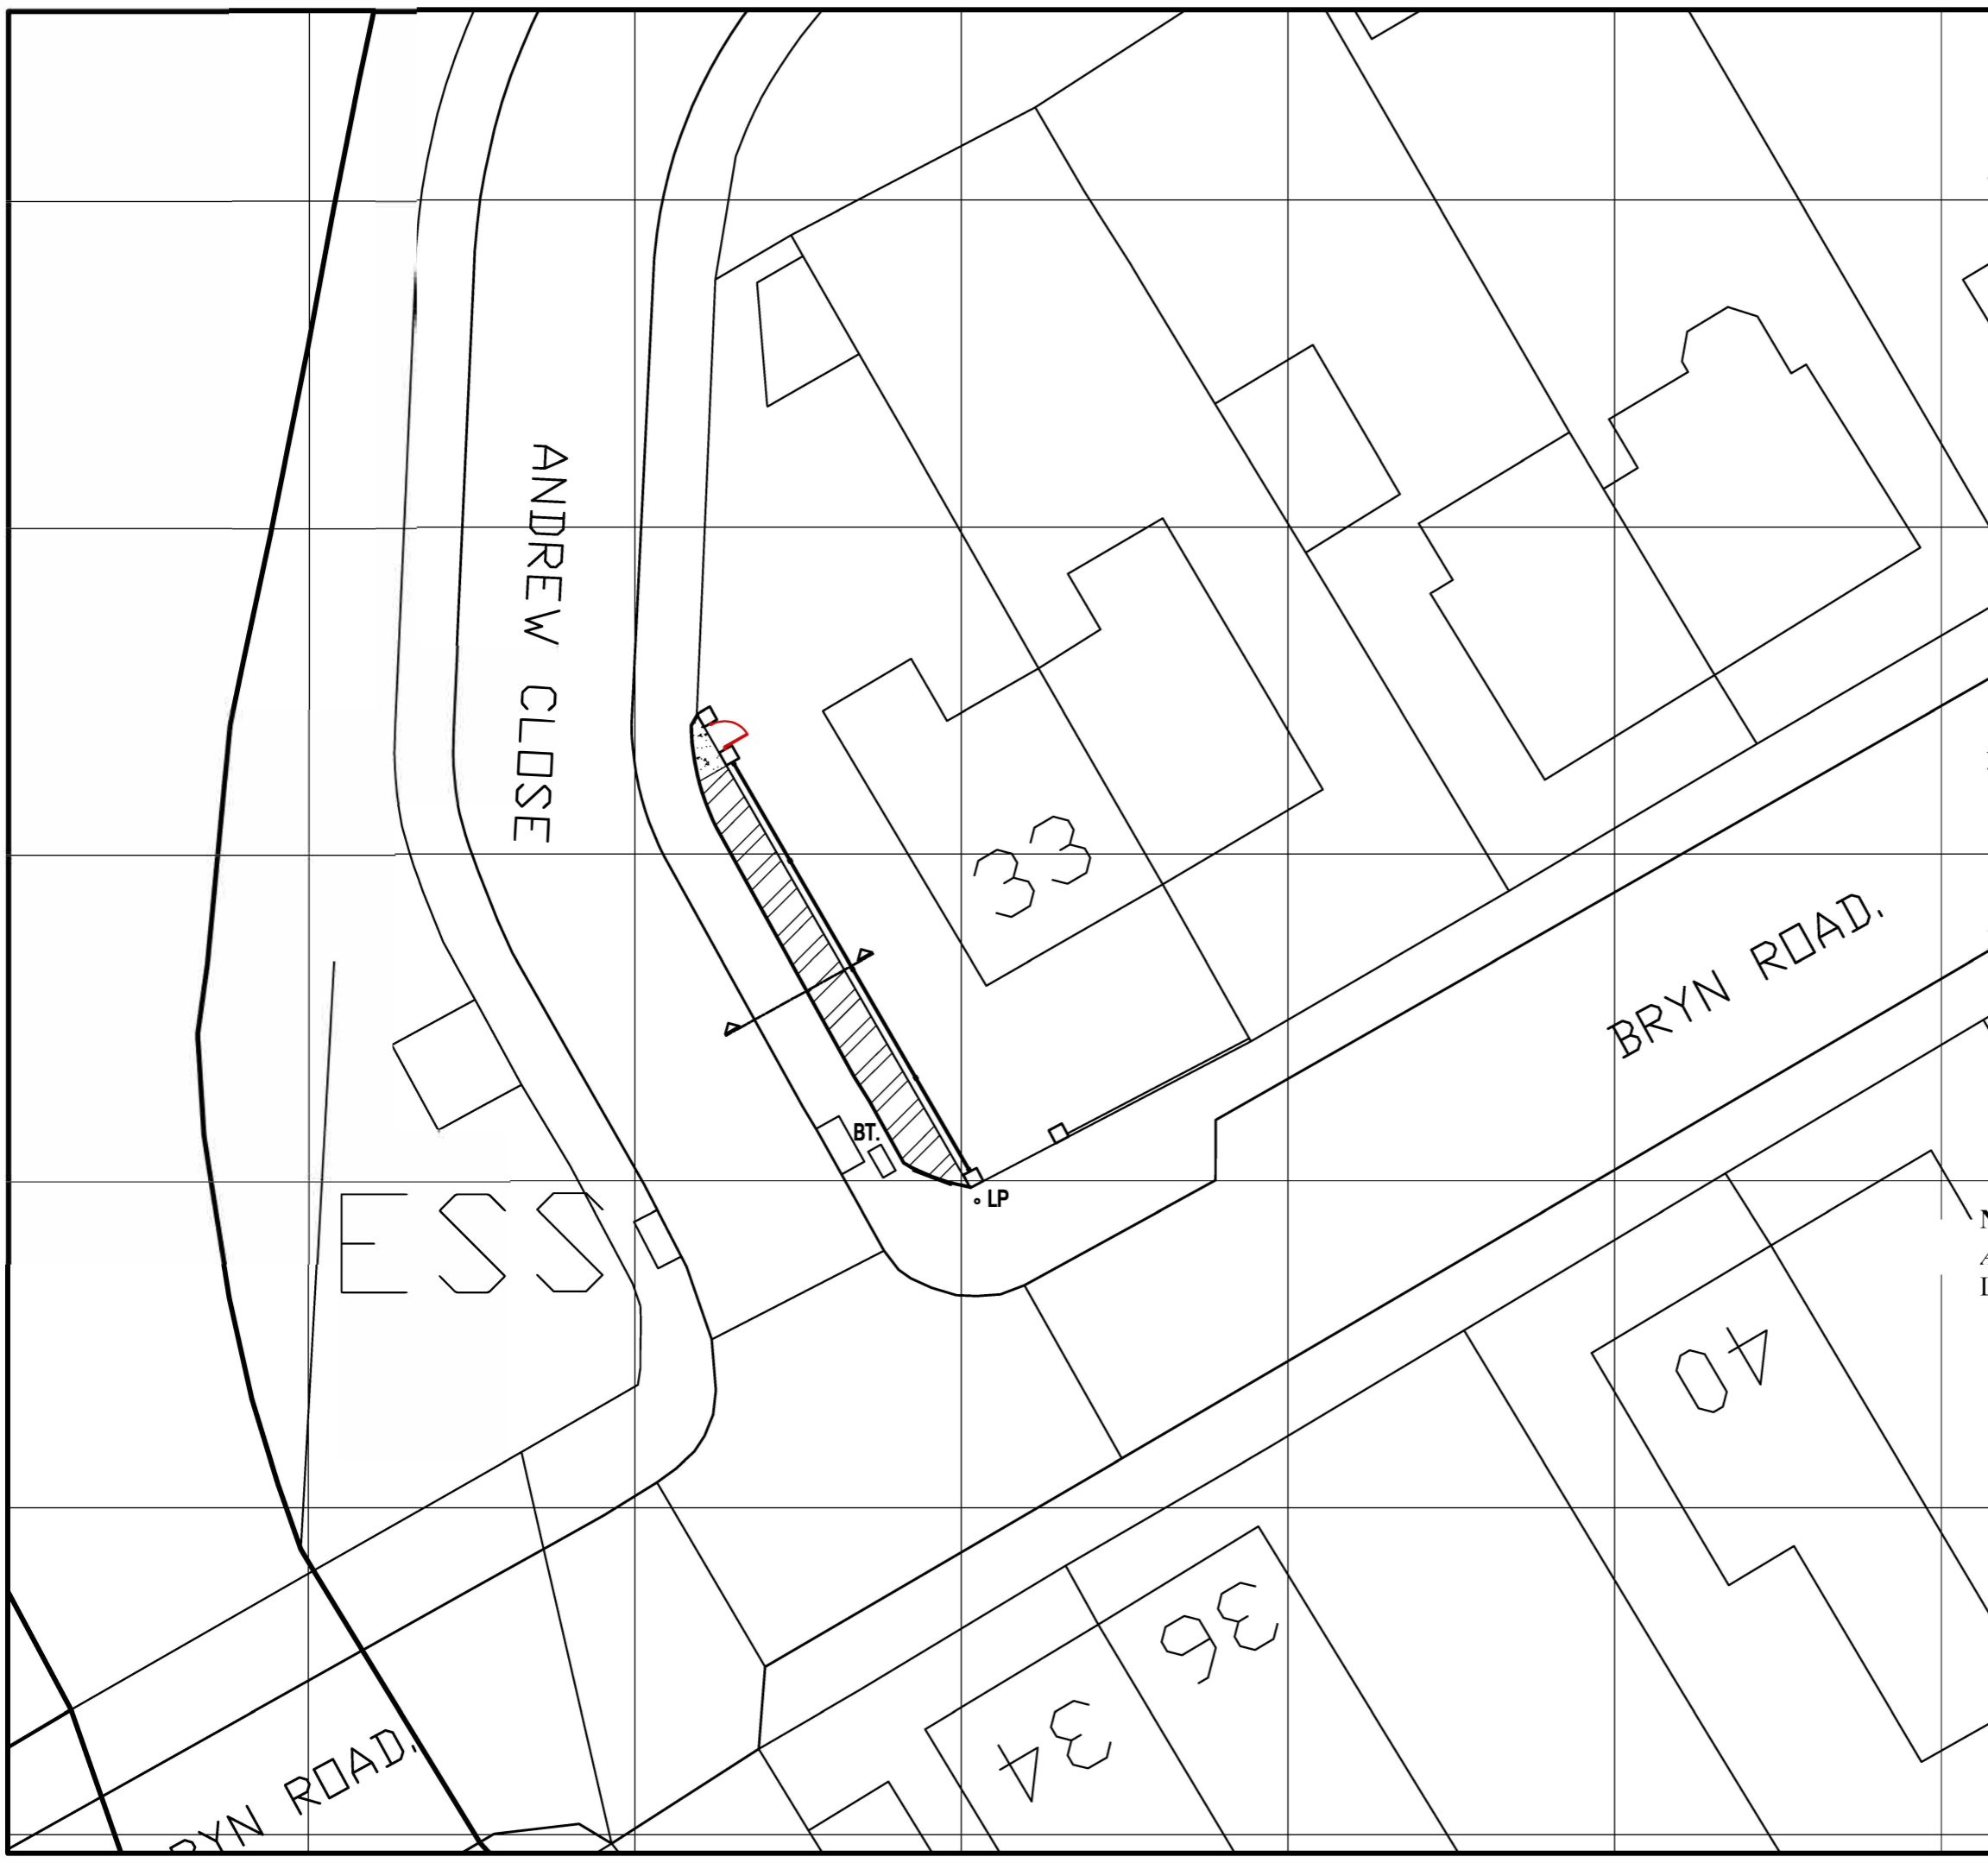 ANDREW CLOSE
33
BRYN ROAD,
BT.
LP
ESS
40
36
34
RYN ROAD,